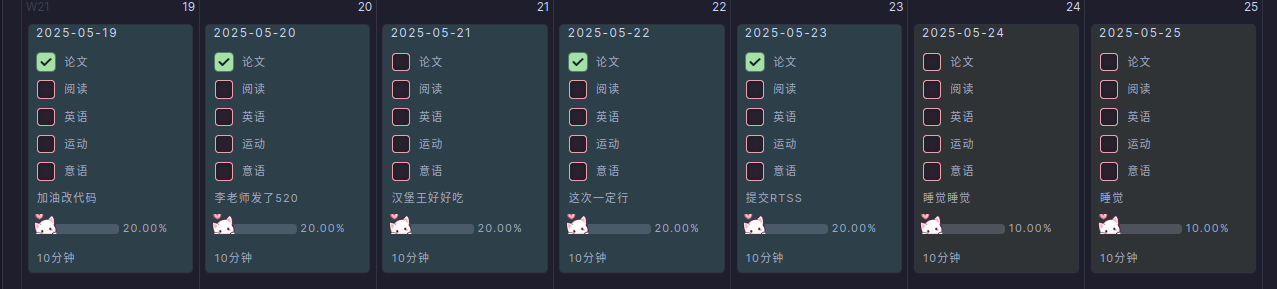 W21 19 20 21 22 23 24 25
2025-05-19
论文
阅读
英语
运动
意语
加油改代码
20.00%
10分钟
2025-05-20
论文
阅读
英语
运动
意语
李老师发了520
20.00%
10分钟
2025-05-21
论文
阅读
英语
运动
意语
汉堡王好好吃
20.00%
10分钟
2025-05-22
论文
阅读
英语
运动
意语
这次一定行
20.00%
10分钟
2025-05-23
论文
阅读
英语
运动
意语
提交RTSS
20.00%
10分钟
2025-05-24
论文
阅读
英语
运动
意语
睡觉睡觉
10.00%
10分钟
2025-05-25
论文
阅读
英语
运动
意语
睡觉
10.00%
10分钟